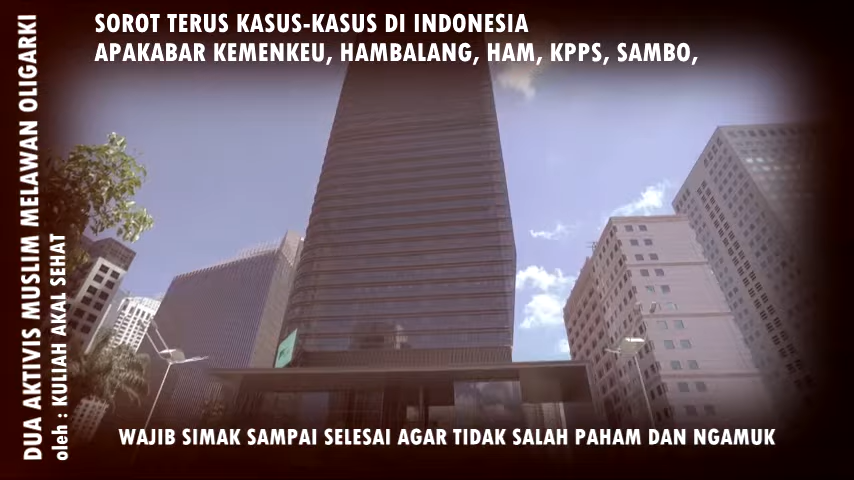 SOROT TERUS KASUS-KASUS DI INDONESIA
APAKABAR KEMENKEU, HAMBALANG, HAM, KPPS, SAMBO,
DUA AKTIVIS MUSLIM MELAWAN OLIGARKI
oleh : KULIAH AKAL SEHAT
WAJIB SIMAK SAMPAI SELESAI AGAR TIDAK SALAH PAHAM DAN NGAMUK